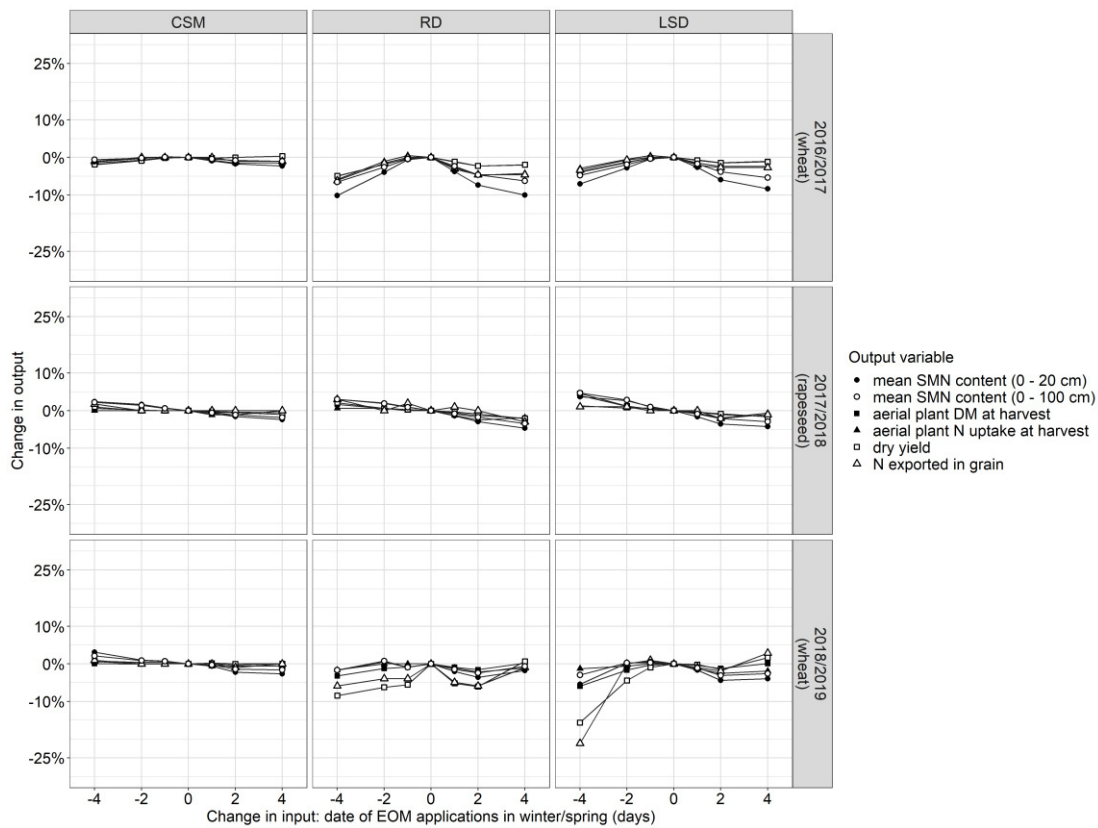 CSM RD LSD
25%
10%
0%
-10%
-25%
2016/2017
(wheat)
25%
10%
0%
-10%
-25%
2017/2018
(rapeseed)
25%
10%
0%
-10%
-25%
2018/2019
(wheat)
Change in output
-4 -2 0 2 4 -4 -2 0 2 4 -4 -2 0 2 4
Change in input: date of EOM applications in winter/spring (days)
Output variable
mean SMN content (0 - 20 cm)
mean SMN content (0 - 100 cm)
aerial plant DM at harvest
aerial plant N uptake at harvest
dry yield
N exported in grain